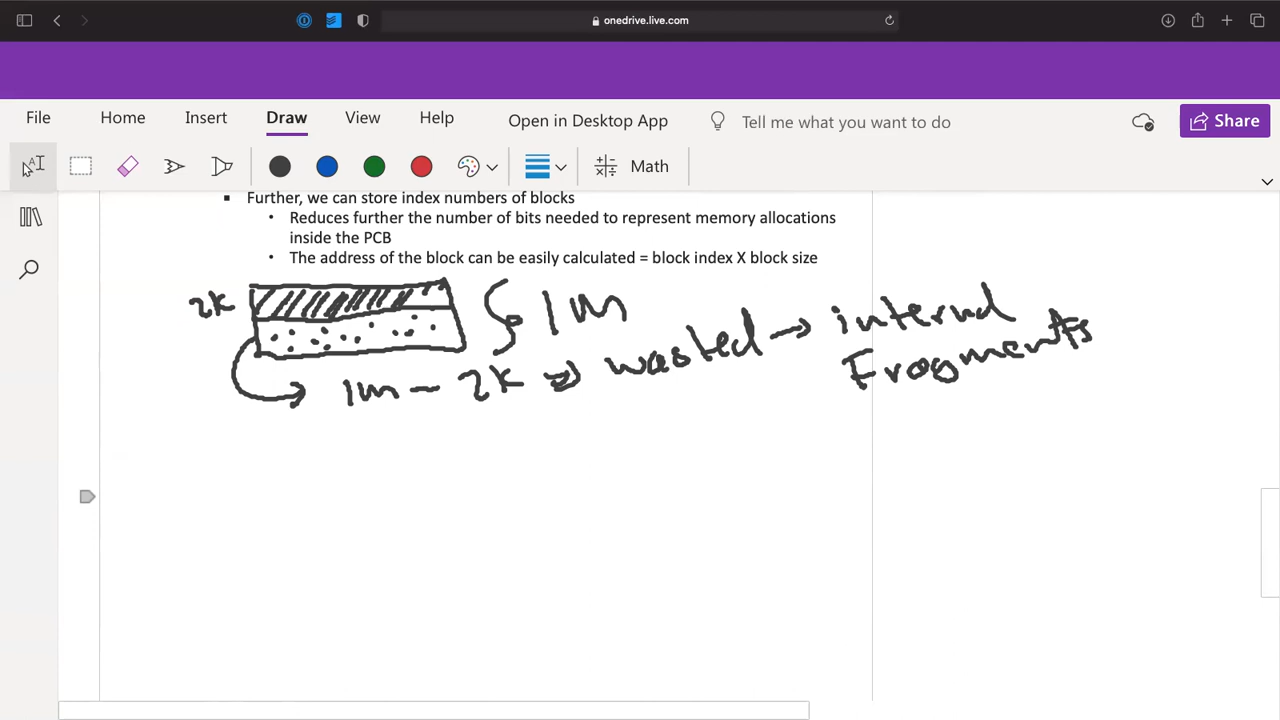 onedrive.live.com
File Home Insert Draw View Help Open in Desktop App Tell me what you want to do Share
Math
Further, we can store index numbers of blocks
Reduces further the number of bits needed to represent memory allocations
inside the PCB
The address of the block can be easily calculated = block index X block size
2K
1m
1m - 2K ⇒ wasted → internal
Fragments